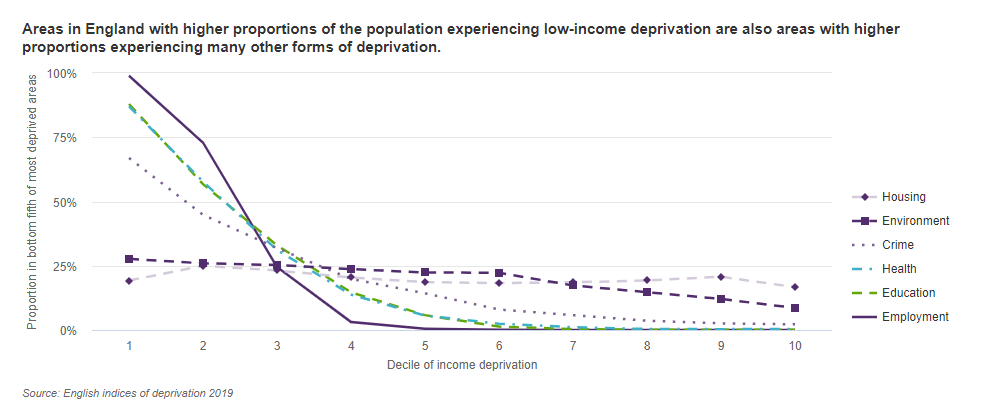 Areas in England with higher proportions of the population experiencing low-income deprivation are also areas with higher
proportions experiencing many other forms of deprivation.
Proportion in bottom fifth of most deprived areas
100%
75%
50%
25%
0%
1 2 3 4 5 6 7 8 9 10
Decile of income deprivation
Housing
Environment
Crime
Health
Education
Employment
Source: English indices of deprivation 2019